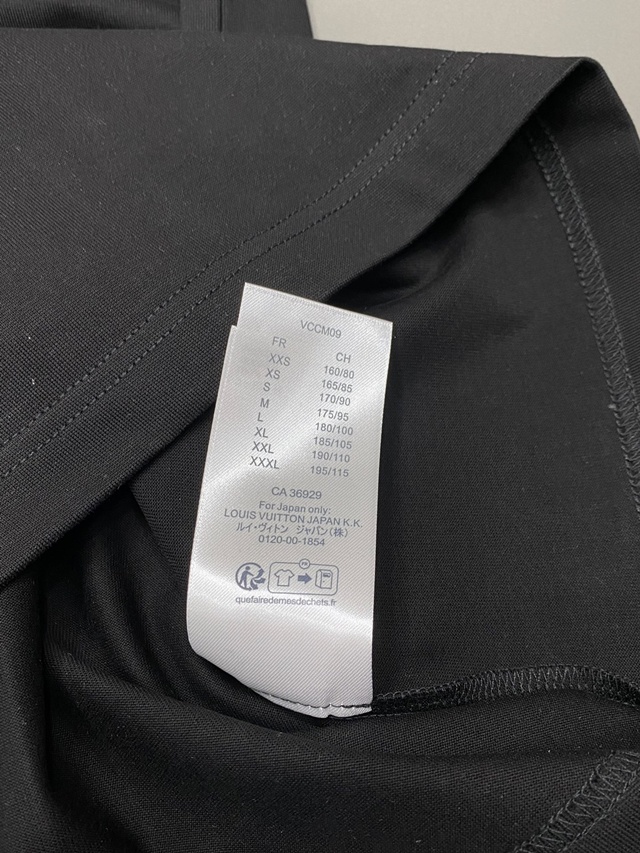 VCCM09
FR CH
XXS 160/80
XS 165/85
S 170/90
M 175/95
L 180/100
XL 185/105
XXL 190/110
XXXL 195/115
CA 36929
For Japan only:
LOUIS VUITTON JAPAN K.K.
ルイ・ヴィトン ジャパン(株)
0120-00-1854
FR
quefairedemesdechets.fr